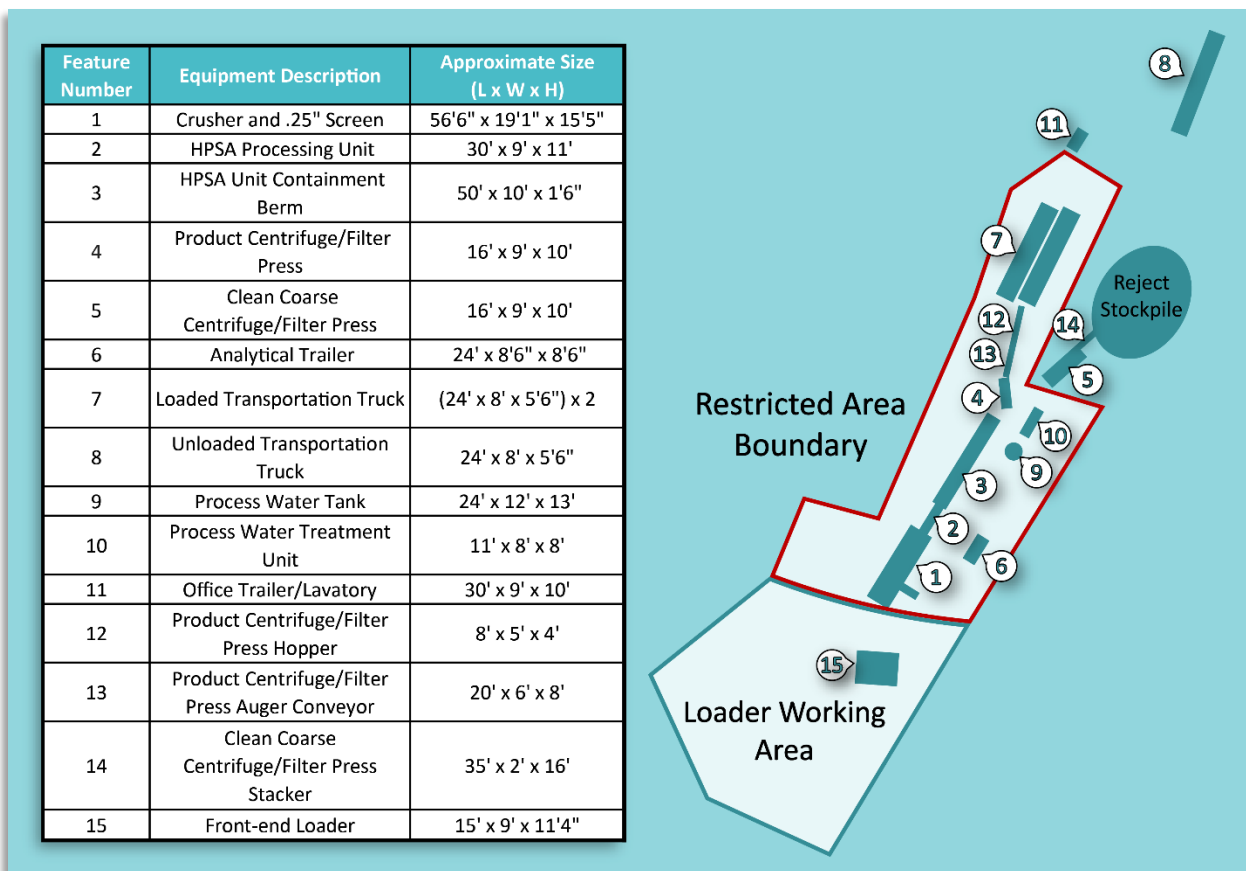 Feature Number
Equipment Description
Approximate Size
(L x W x H)
1
Crusher and .25" Screen
56'6" x 19'1" x 15'5"
2
HPSA Processing Unit
30' x 9' x 11'
3
HPSA Unit Containment
Berm
50' x 10' x 1'6"
4
Product Centrifuge/Filter
Press
16' x 9' x 10'
5
Clean Coarse
Centrifuge/Filter Press
16' x 9' x 10'
6
Analytical Trailer
24' x 8'6" x 8'6"
7
Loaded Transportation Truck
(24' x 8' x 5'6") x 2
8
Unloaded Transportation
Truck
24' x 8' x 5'6"
9
Process Water Tank
24' x 12' x 13'
10
Process Water Treatment
Unit
11' x 8' x 8'
11
Office Trailer/Lavatory
30' x 9' x 10'
12
Product Centrifuge/Filter
Press Hopper
8' x 5' x 4'
13
Product Centrifuge/Filter
Press Auger Conveyor
20' x 6' x 8'
14
Clean Coarse
Centrifuge/Filter Press
Stacker
35' x 2' x 16'
15
Front-end Loader
15' x 9' x 11'4"
8
11
7
Reject
Stockpile
12
14
13
5
4
Restricted Area
Boundary
10
9
3
2
6
1
15
Loader Working
Area